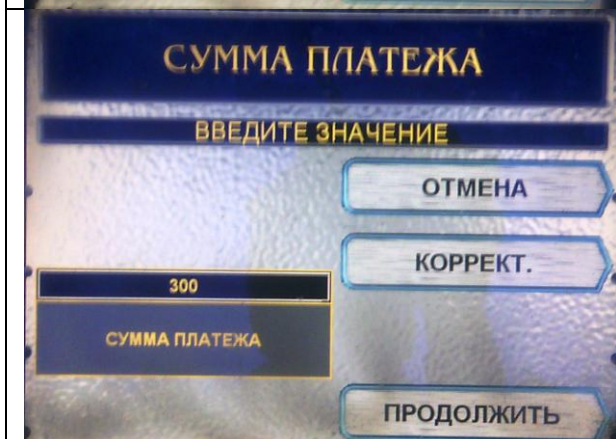 СУММА ПЛАТЕЖА
ВВЕДИТЕ ЗНАЧЕНИЕ
ОТМЕНА
КОРРЕКТ.
300
СУММА ПЛАТЕЖА
ПРОДОЛЖИТЬ